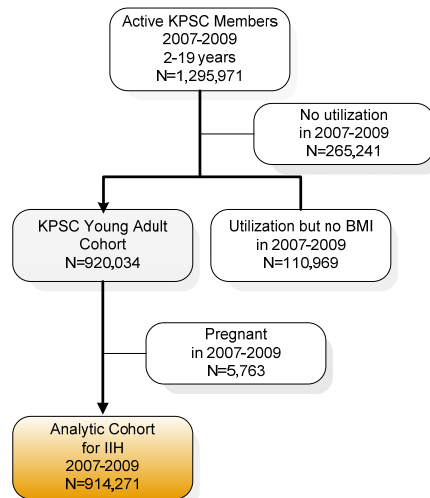 Active KPSC Members
2007-2009
2-19 years
N=1,295,971
No utilization
in 2007-2009
N=265,241
KPSC Young Adult
Cohort
N=920,034
Utilization but no BMI
in 2007-2009
N=110,969
Pregnant
in 2007-2009
N=5,763
Analytic Cohort
for IIH
2007-2009
N=914,271